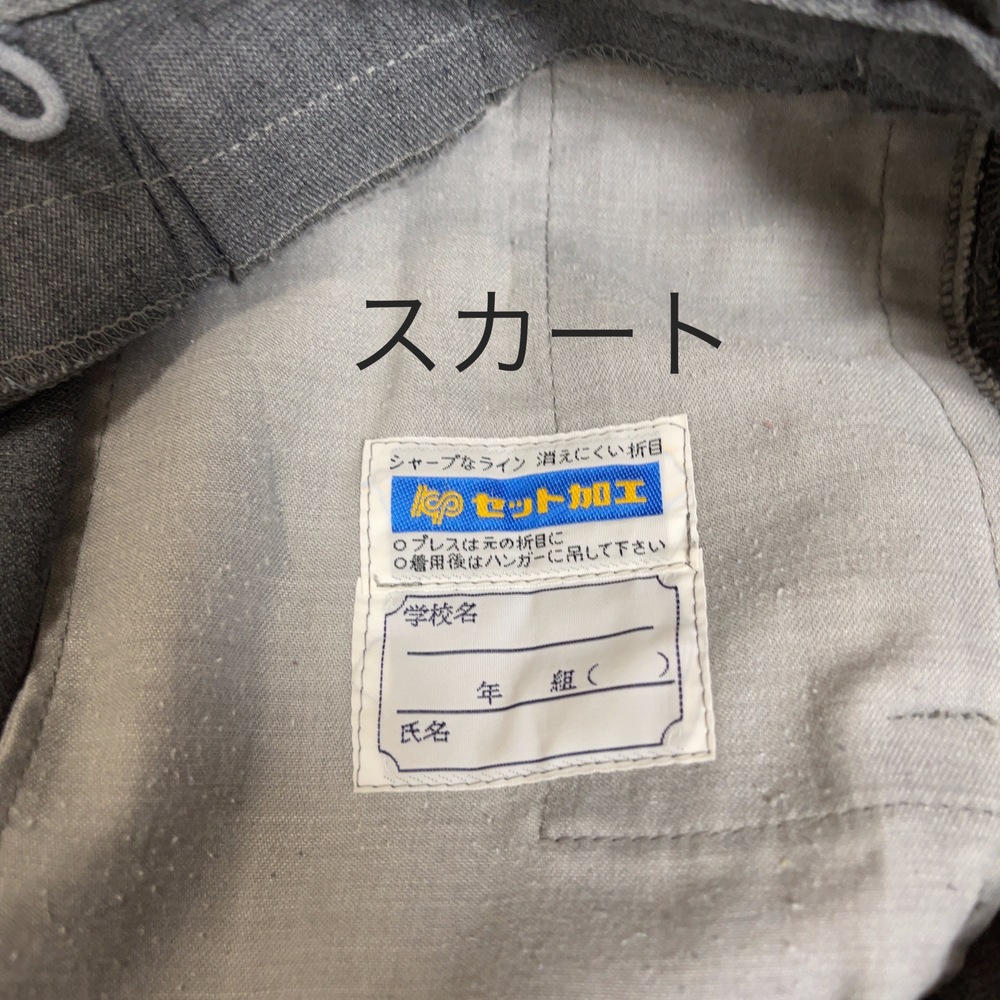 スカート
シャープなライン 消えにくい折目
ICP セット加工
○プレスは元の折目に
○着用後はハンガーに吊して下さい
学校名
年 組( )
氏名